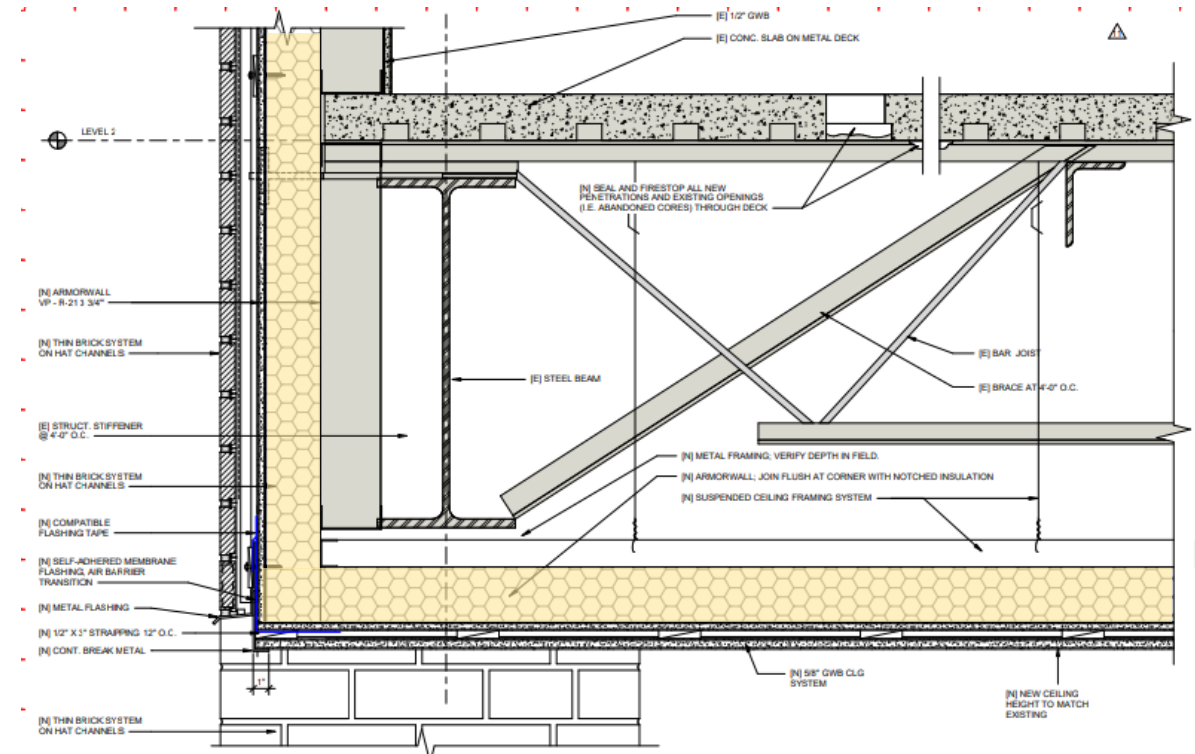 [E] 1/2" GWB
[E] CONC. SLAB ON METAL DECK
LEVEL 2
[N] SEAL AND FIRESTOP ALL NEW
PENETRATIONS AND EXISTING OPENINGS
(I.E. ABANDONED CORES) THROUGH DECK
[N] ARMORWALL
VP - R-21 3 3/4"
[N] THIN BRICK SYSTEM
ON HAT CHANNELS
[E] BAR JOIST
[E] STEEL BEAM
[E] BRACE AT 4'-0" O.C.
[E] STRUCT. STIFFENER
@ 4'-0" O.C.
[N] METAL FRAMING; VERIFY DEPTH IN FIELD.
[N] ARMORWALL; JOIN FLUSH AT CORNER WITH NOTCHED INSULATION
[N] THIN BRICK SYSTEM
ON HAT CHANNELS
[N] SUSPENDED CEILING FRAMING SYSTEM
[N] COMPATIBLE
FLASHING TAPE
[N] SELF-ADHERED MEMBRANE
FLASHING, AIR BARRIER
TRANSITION
[N] METAL FLASHING
[N] 1/2" X 3" STRAPPING 12" O.C.
[N] CONT. BREAK METAL
1"
[N] 5/8" GWB CLG
SYSTEM
[N] NEW CEILING
HEIGHT TO MATCH
EXISTING
[N] THIN BRICK SYSTEM
ON HAT CHANNELS